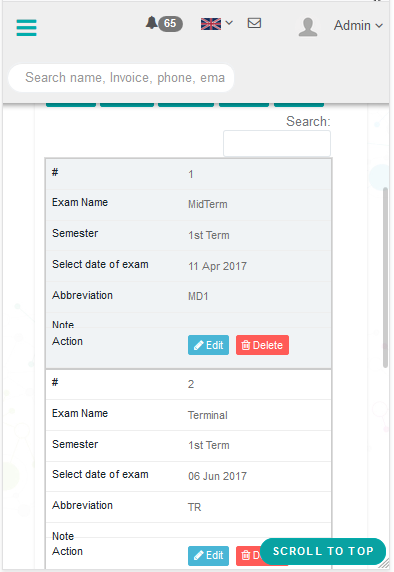 65
Admin
Search name, Invoice, phone, ema
Search:
# 1
Exam Name MidTerm
Semester 1st Term
Select date of exam 11 Apr 2017
Abbreviation MD1
Note
Action Edit Delete
# 2
Exam Name Terminal
Semester 1st Term
Select date of exam 06 Jun 2017
Abbreviation TR
Note
Action Edit
SCROLL TO TOP